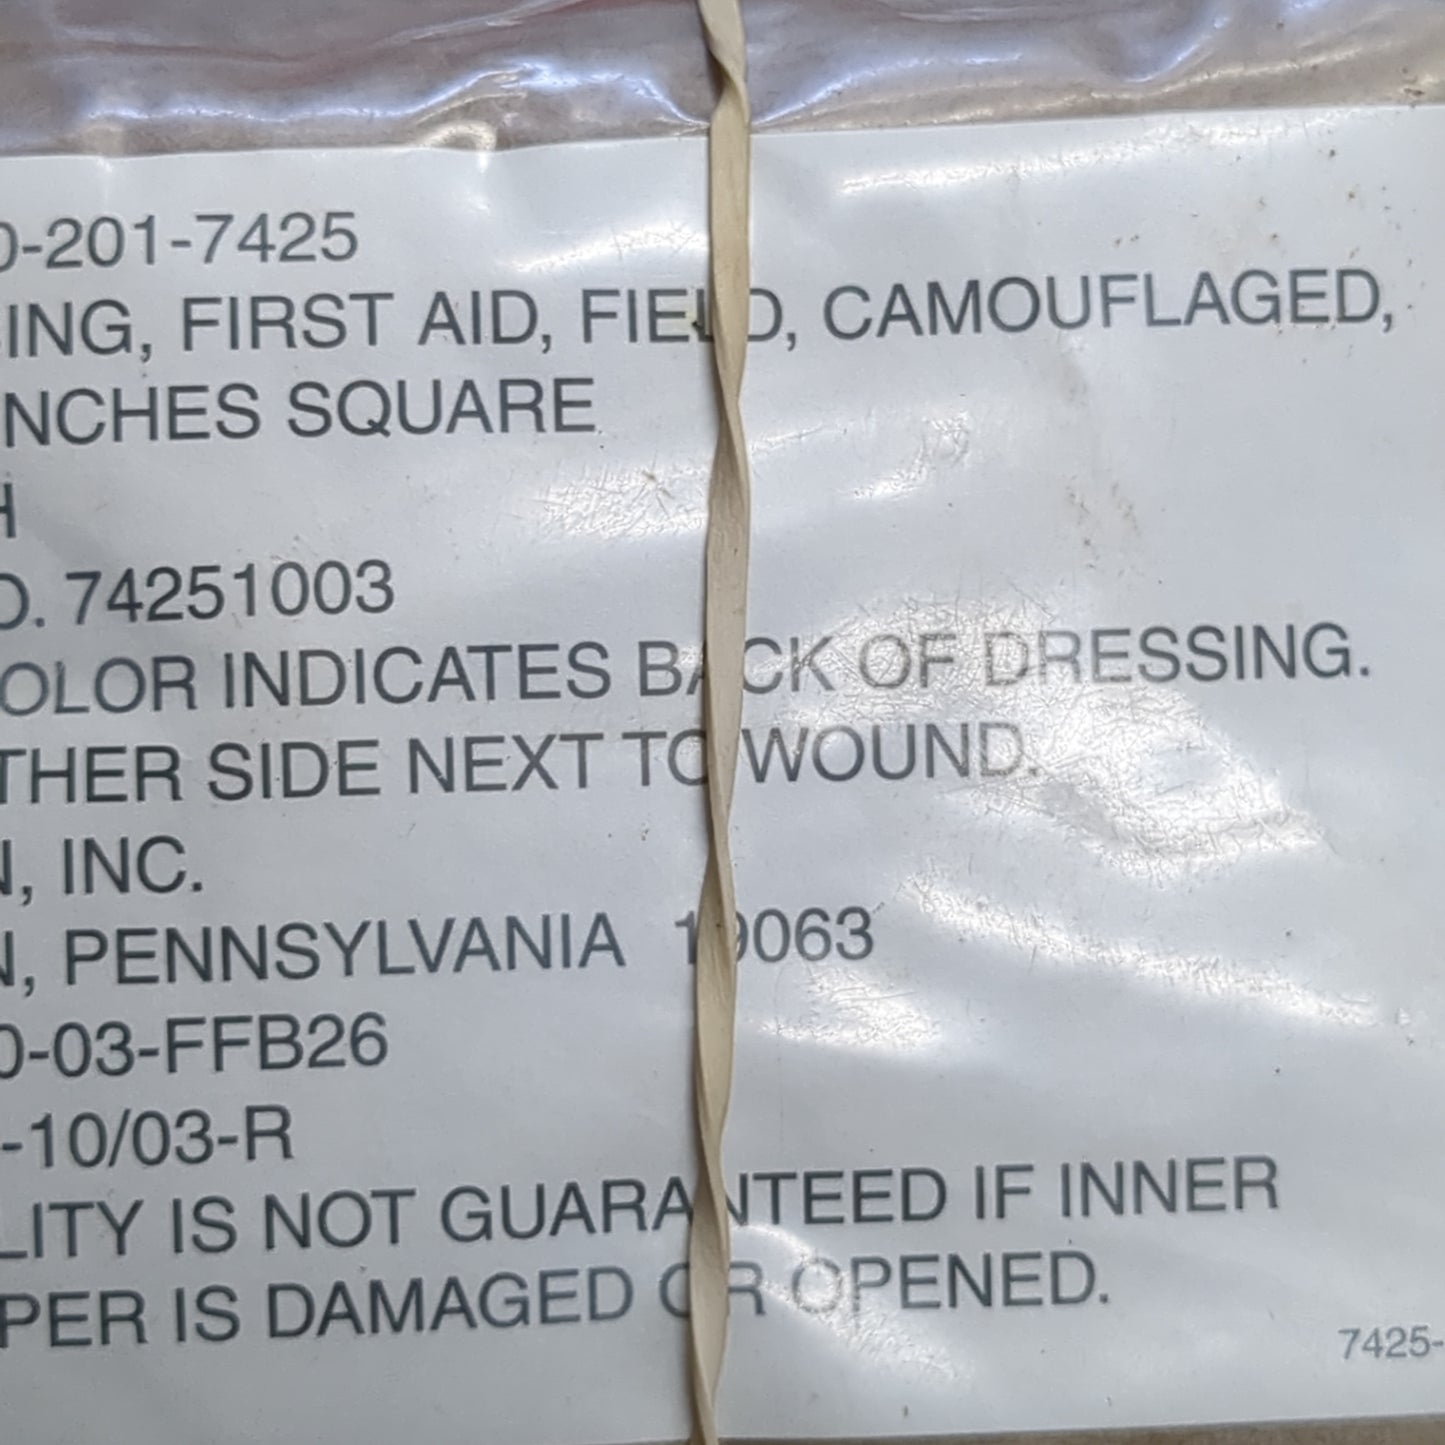 0-201-7425
ING, FIRST AID, FIELD, CAMOUFLAGED,
NCHES SQUARE
H
O. 74251003
OLOR INDICATES BACK OF DRESSING.
THER SIDE NEXT TO WOUND.
N, INC.
N, PENNSYLVANIA 19063
0-03-FFB26
-10/03-R
LITY IS NOT GUARANTEED IF INNER
PER IS DAMAGED OR OPENED.
7425-